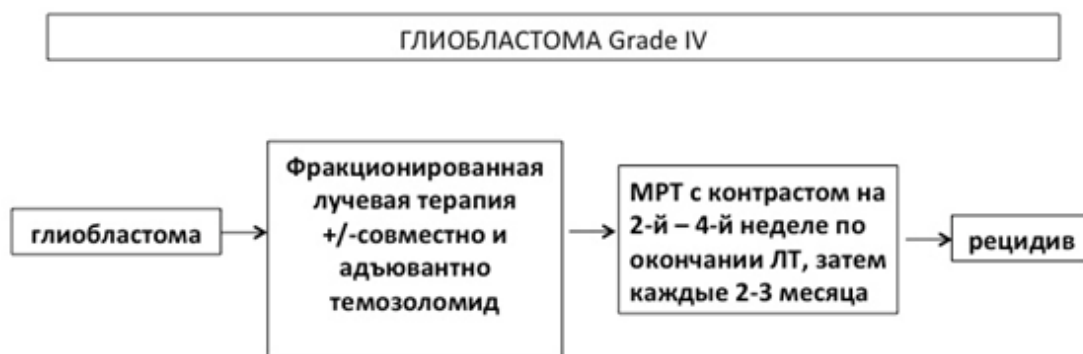 ГЛИОБЛАСТОМА Grade IV
глиобластома
Фракционированная
лучевая терапия
+/-совместно и
адъювантно
темозоломид
МРТ с контрастом на
2-й – 4-й неделе по
окончании ЛТ, затем
каждые 2-3 месяца
рецидив